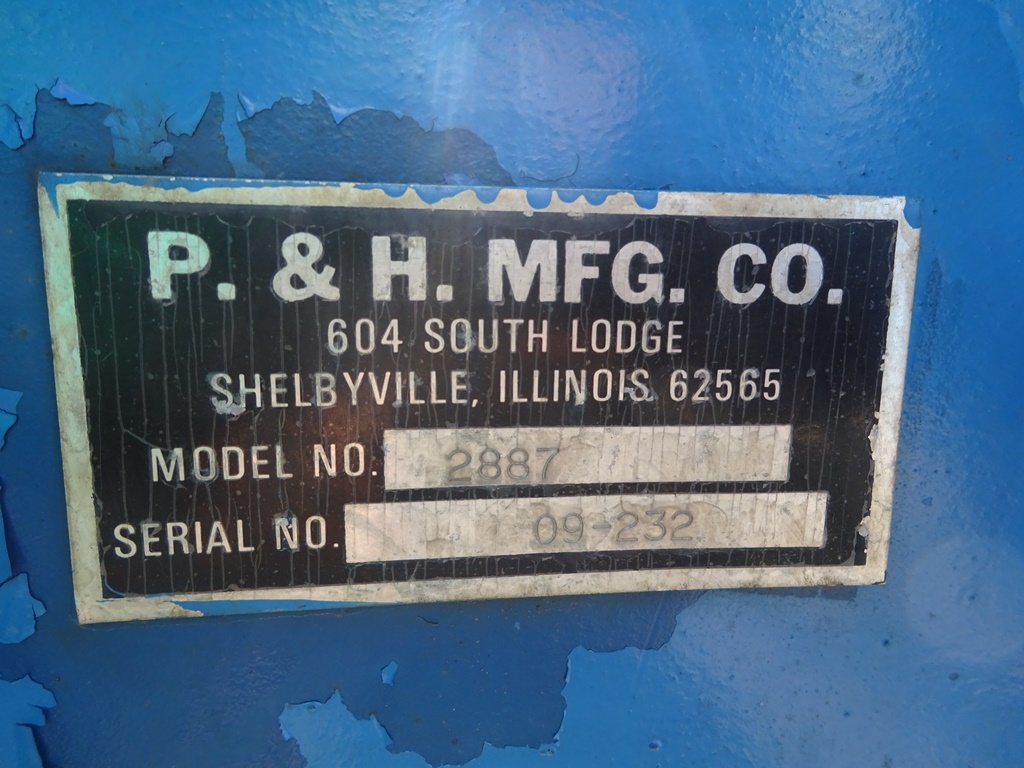 P. & H. MFG. CO.
604 SOUTH LODGE
SHELBYVILLE, ILLINOIS 62565
MODEL NO. 2887
SERIAL NO. 09-232